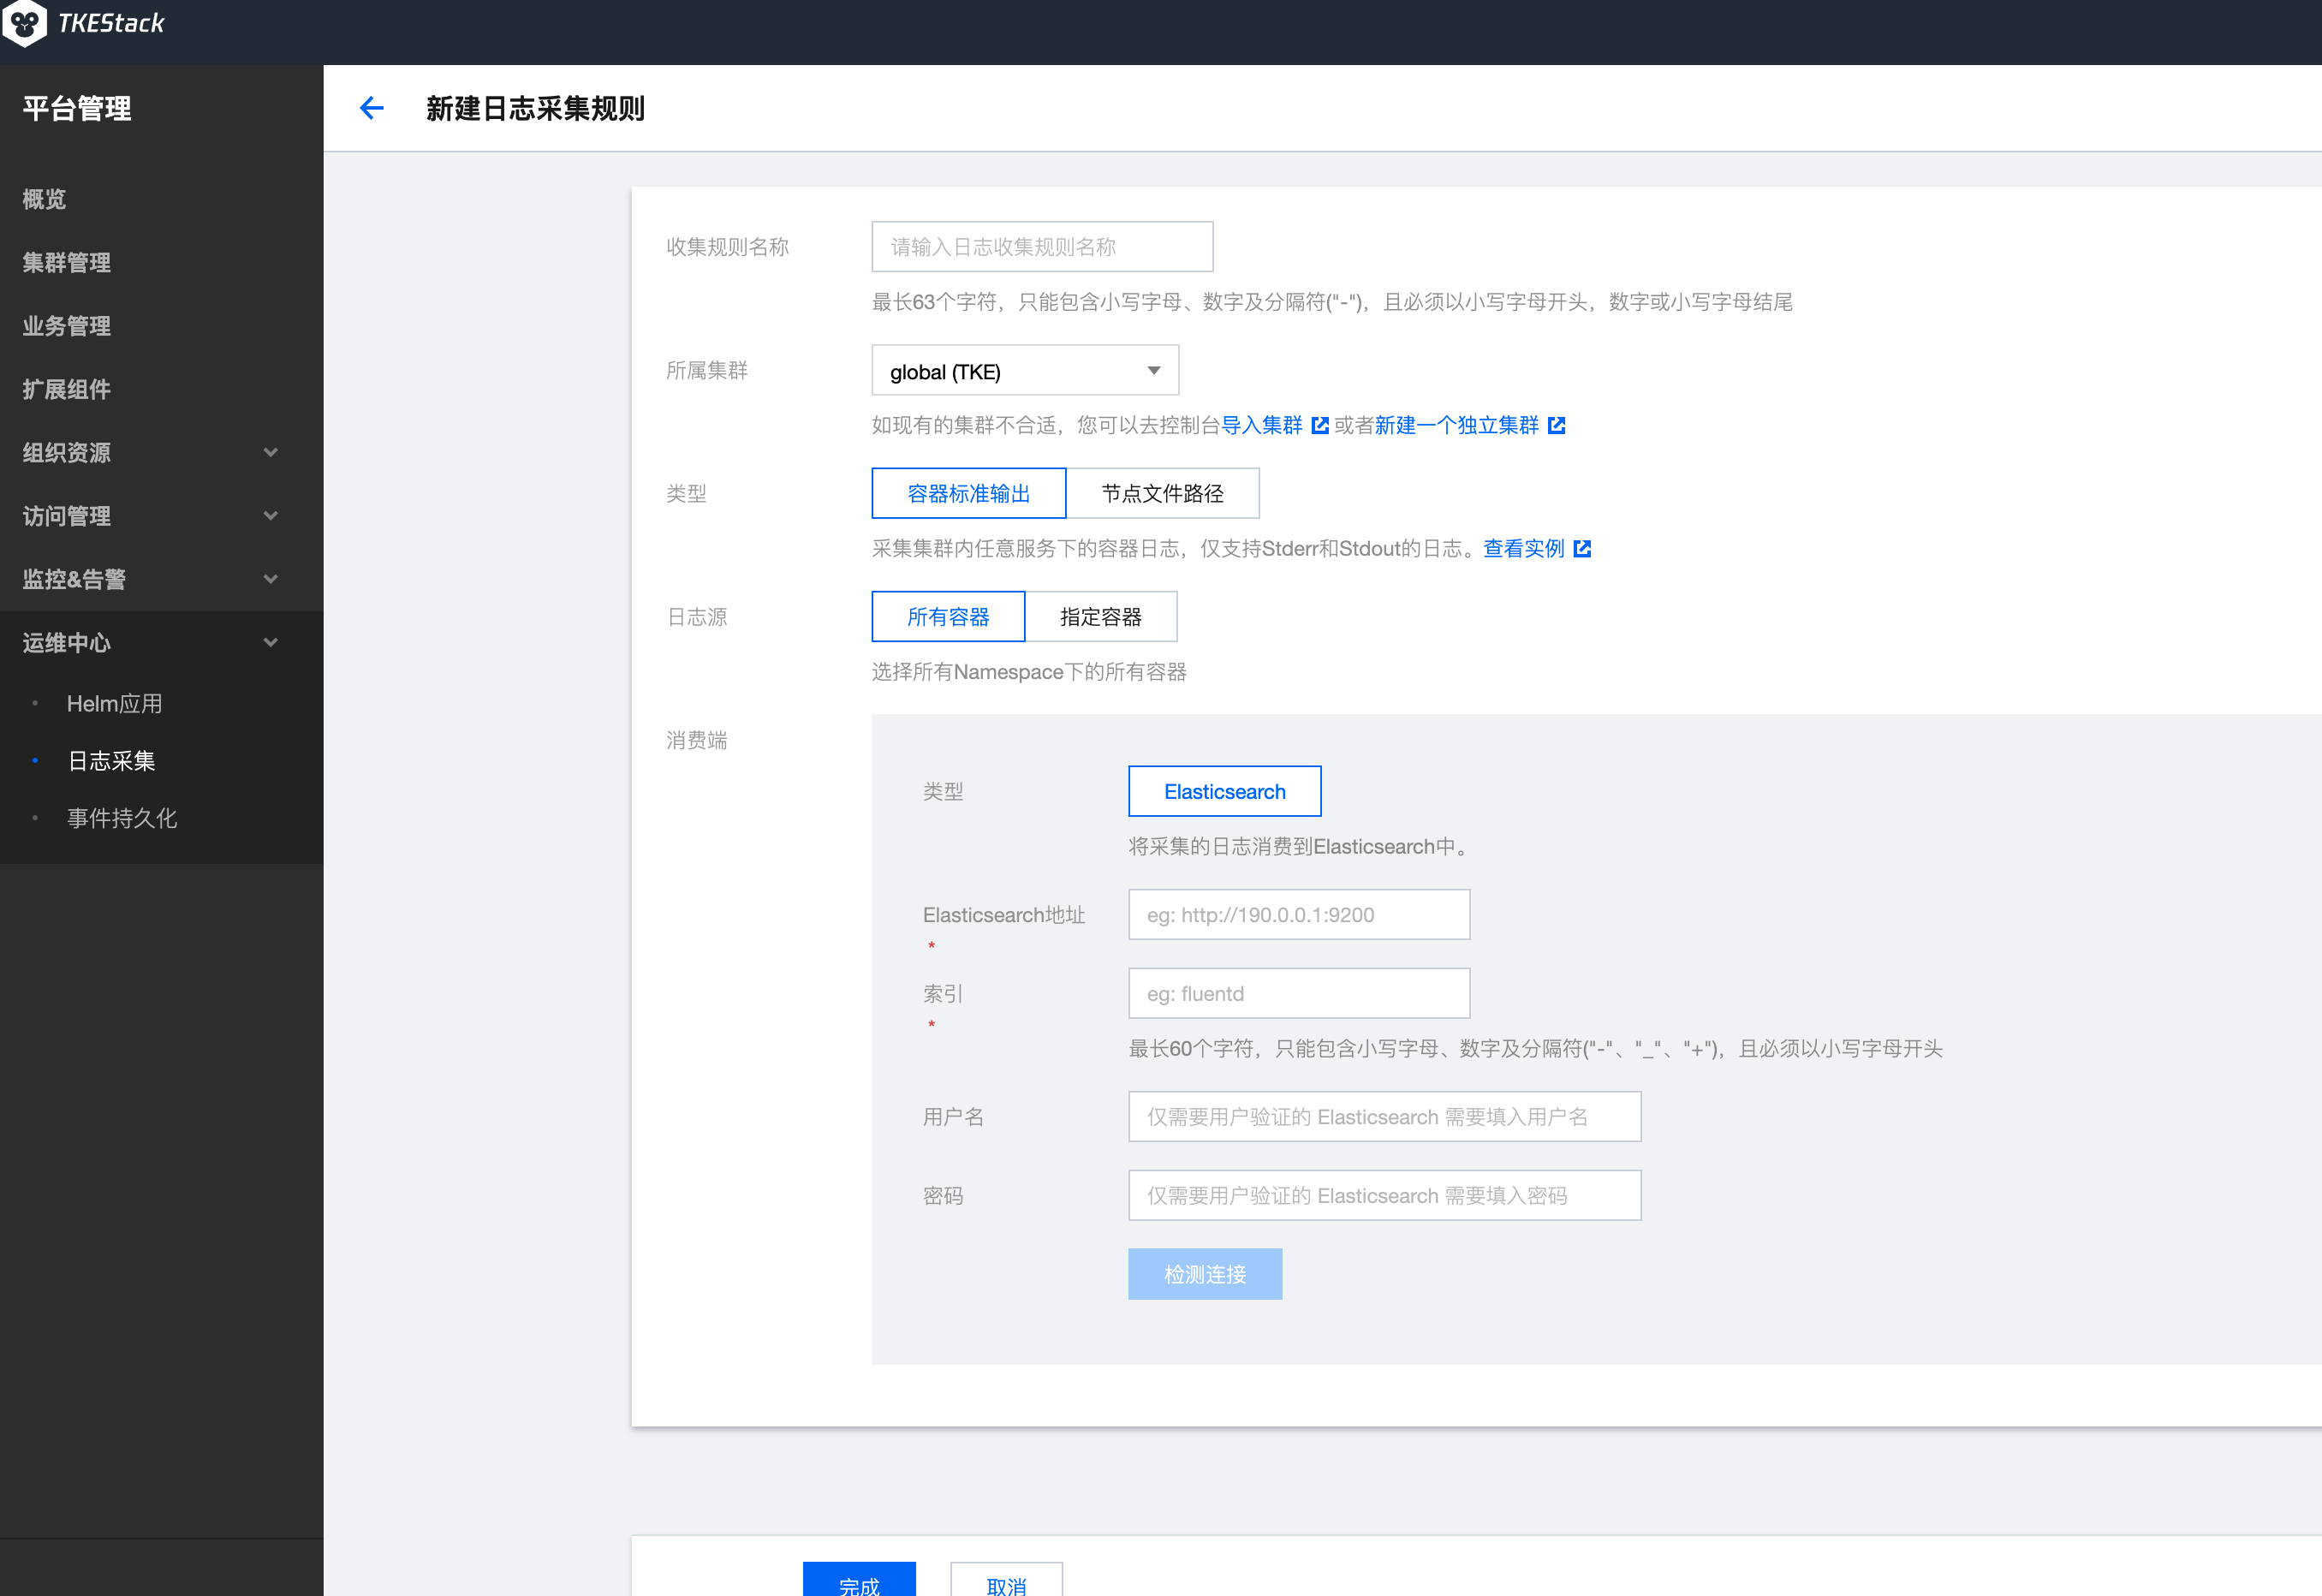 TKEStack
平台管理
概览
集群管理
业务管理
扩展组件
组织资源
访问管理
监控&告警
运维中心
Helm应用
日志采集
事件持久化
新建日志采集规则
收集规则名称
请输入日志收集规则名称
最长63个字符，只能包含小写字母、数字及分隔符("-")，且必须以小写字母开头，数字或小写字母结尾
所属集群
global (TKE)
如现有的集群不合适，您可以去控制台导入集群 或者新建一个独立集群
类型
容器标准输出 节点文件路径
采集集群内任意服务下的容器日志，仅支持Stderr和Stdout的日志。查看实例
日志源
所有容器 指定容器
选择所有Namespace下的所有容器
消费端
类型
Elasticsearch
将采集的日志消费到Elasticsearch中。
Elasticsearch地址
*
eg: http://190.0.0.1:9200
索引
*
eg: fluentd
最长60个字符，只能包含小写字母、数字及分隔符("-"、"_"、"+")，且必须以小写字母开头
用户名
仅需要用户验证的 Elasticsearch 需要填入用户名
密码
仅需要用户验证的 Elasticsearch 需要填入密码
检测连接
完成 取消